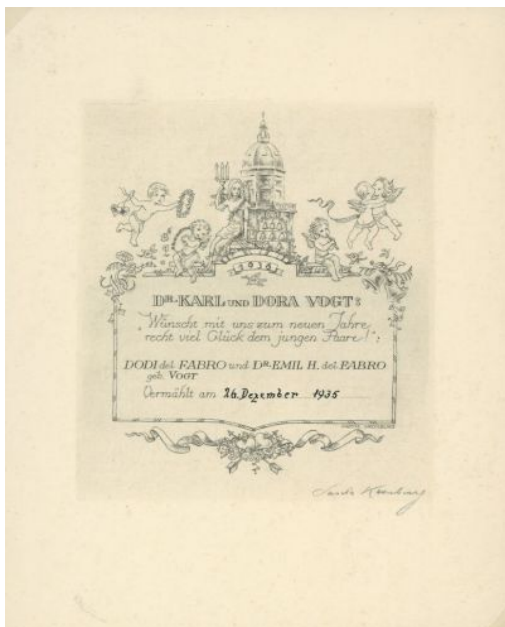 1936
DR. KARL UND DORA VOGT:
„Wünscht mit uns zum neuen Jahre
recht viel Glück dem jungen Paare!":
DODI del FABRO und DR. EMIL H. del FABRO
geb. VOGT
Vermählt am 26. Dezember 1935